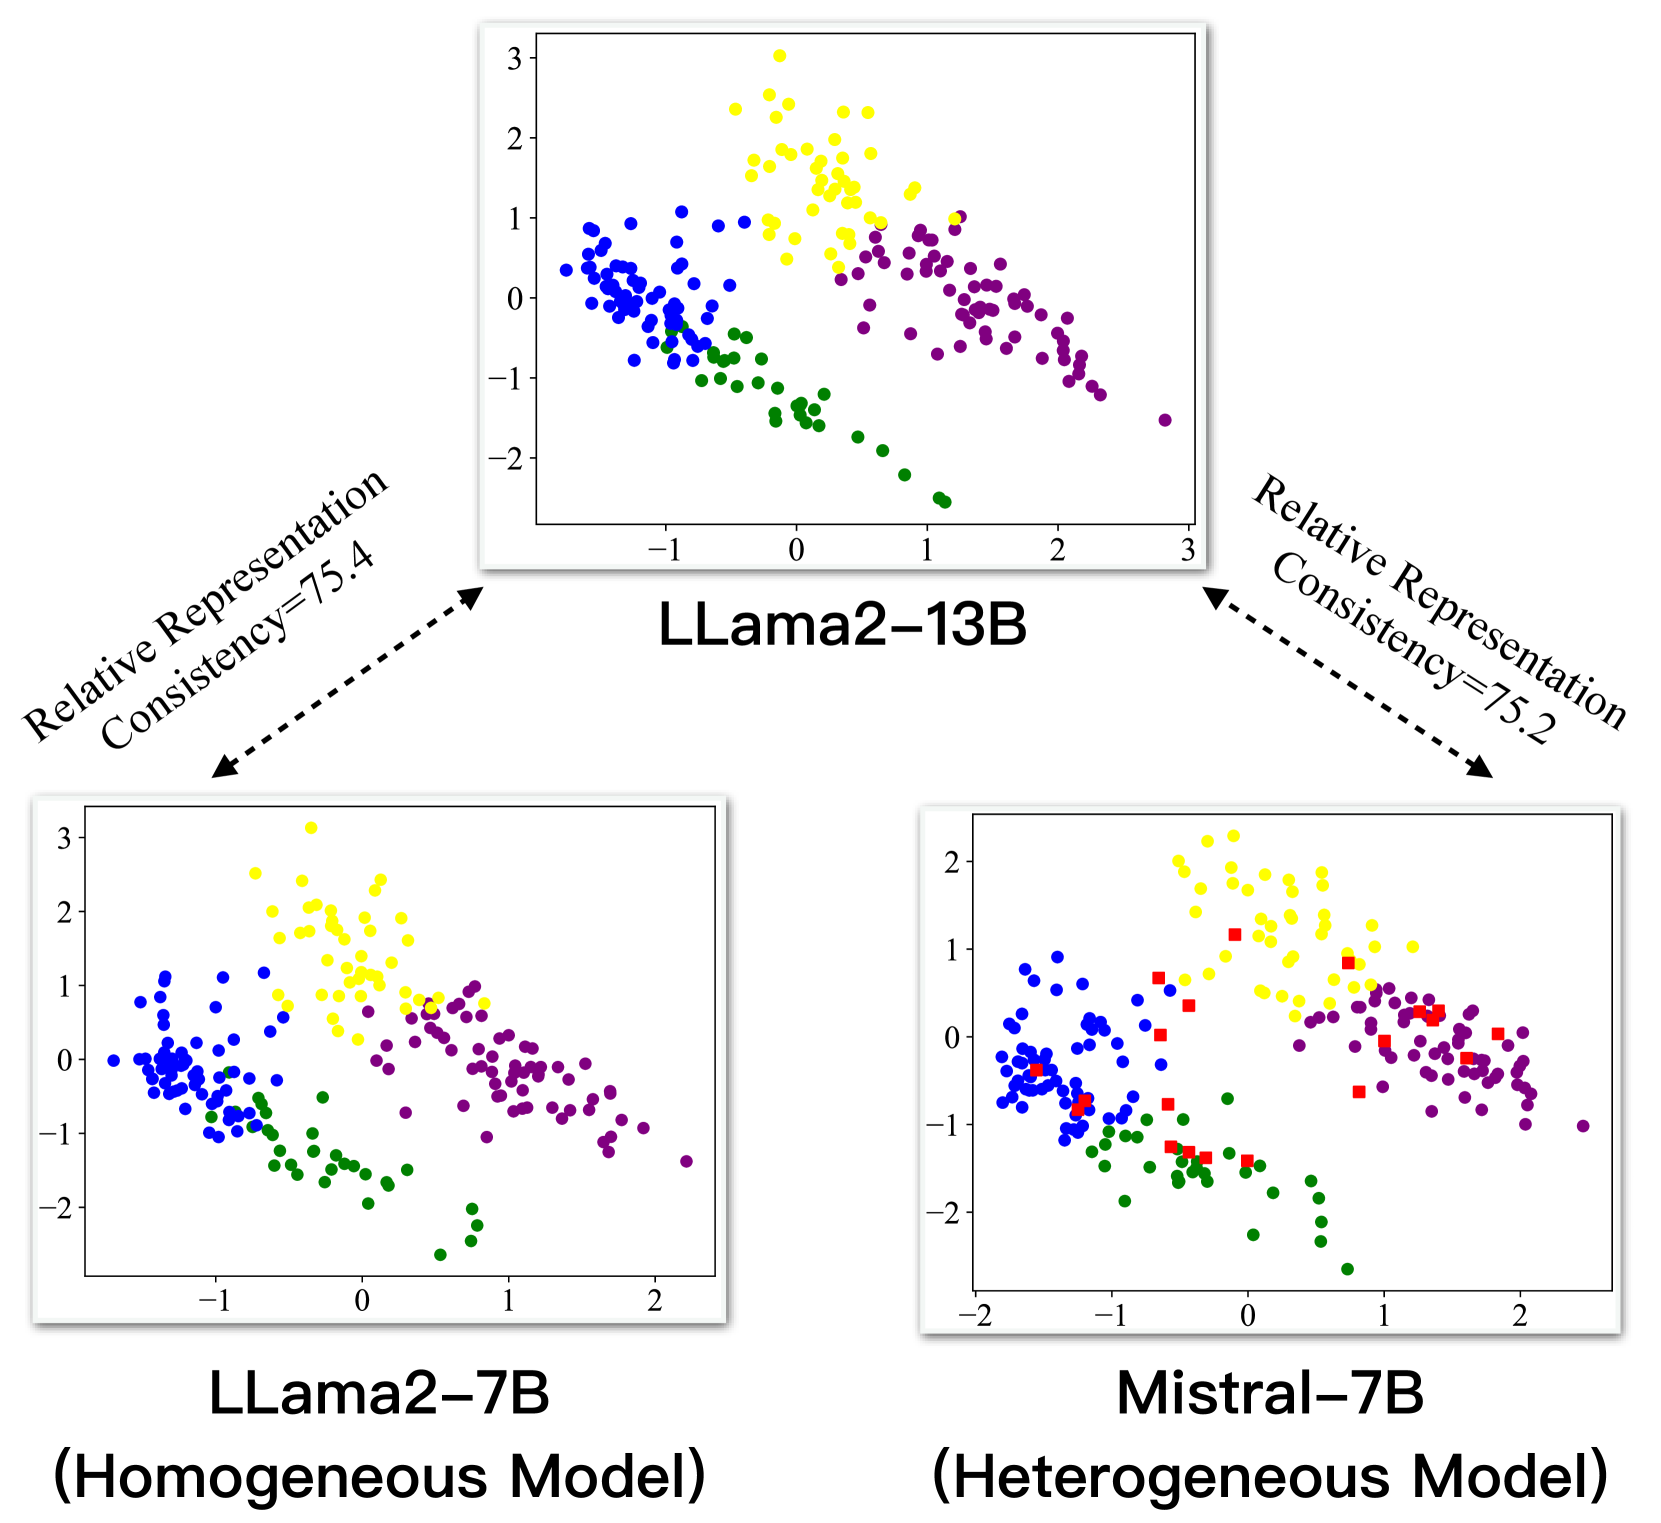 3
2
1
0
−1
−2
−1 0 1 2 3
LLama2−13B
Relative Representation
Consistency=75.4
Relative Representation
Consistency=75.2
3
2
1
0
−1
−2
−1 0 1 2
LLama2−7B
(Homogeneous Model)
2
1
0
−1
−2
−2 −1 0 1 2
Mistral−7B
(Heterogeneous Model)